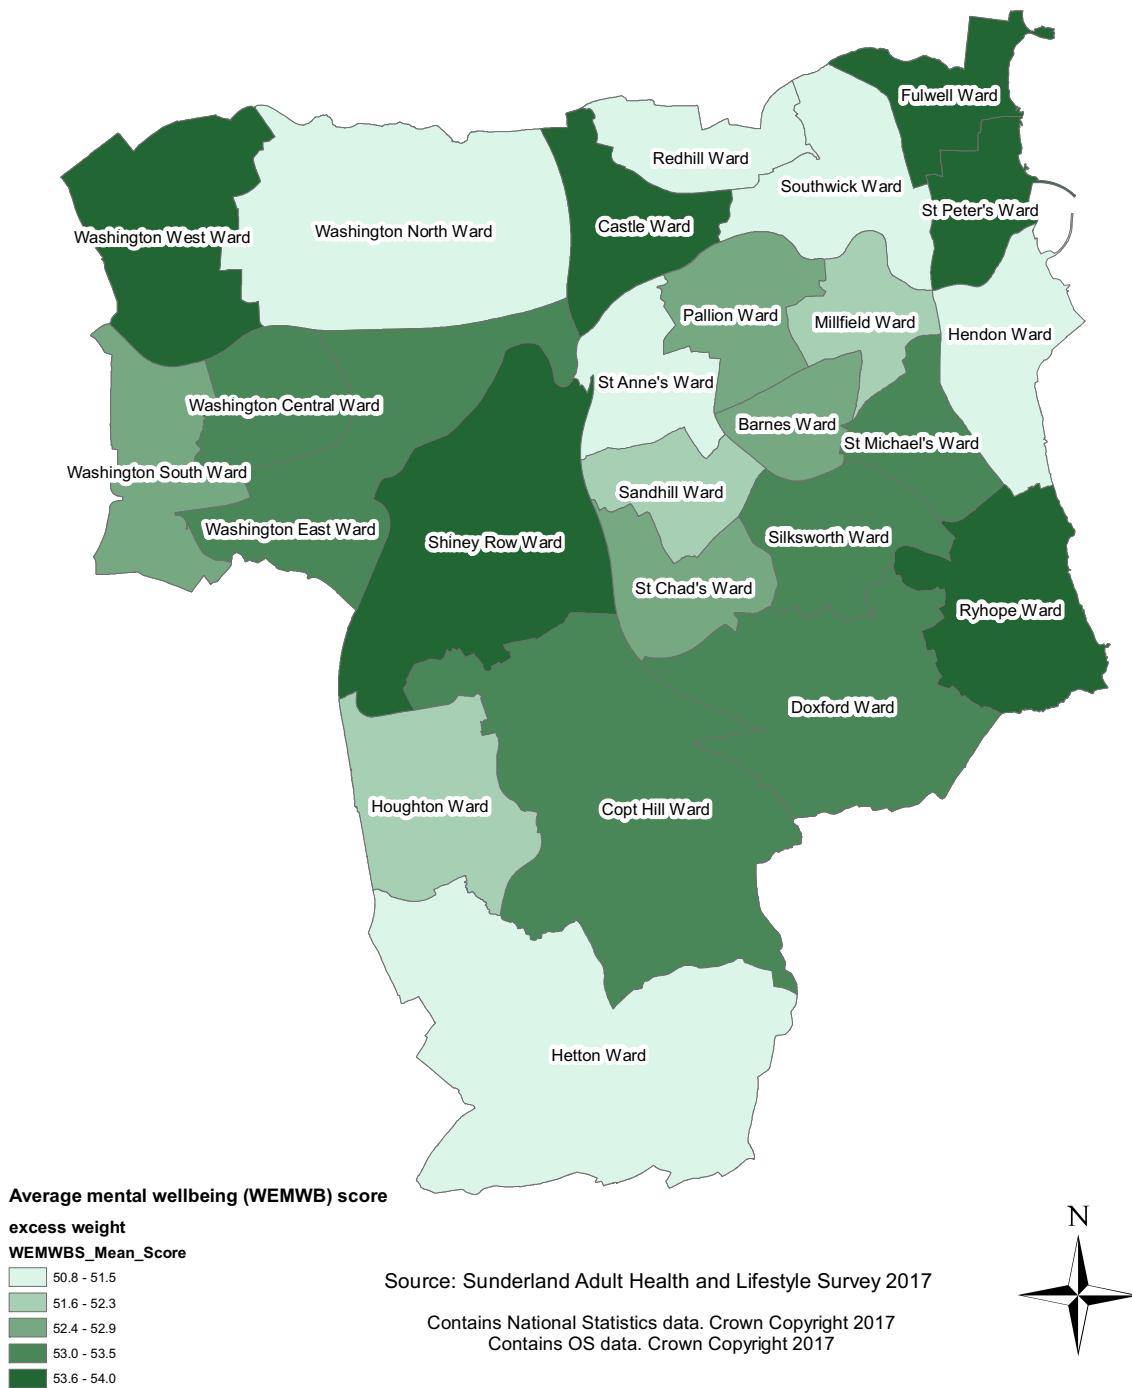 Fulwell Ward
Redhill Ward
Southwick Ward
St Peter's Ward
Castle Ward
Washington North Ward
Washington West Ward
Pallion Ward
Millfield Ward
Hendon Ward
St Anne's Ward
Washington Central Ward
Barnes Ward
St Michael's Ward
Washington South Ward
Sandhill Ward
Washington East Ward
Silksworth Ward
Shiney Row Ward
St Chad's Ward
Ryhope Ward
Doxford Ward
Houghton Ward
Copt Hill Ward
Hetton Ward
Average mental wellbeing (WEMWB) score
excess weight
WEMWBS_Mean_Score
50.8 - 51.5
51.6 - 52.3
52.4 - 52.9
53.0 - 53.5
53.6 - 54.0
Source: Sunderland Adult Health and Lifestyle Survey 2017
Contains National Statistics data. Crown Copyright 2017
Contains OS data. Crown Copyright 2017
N